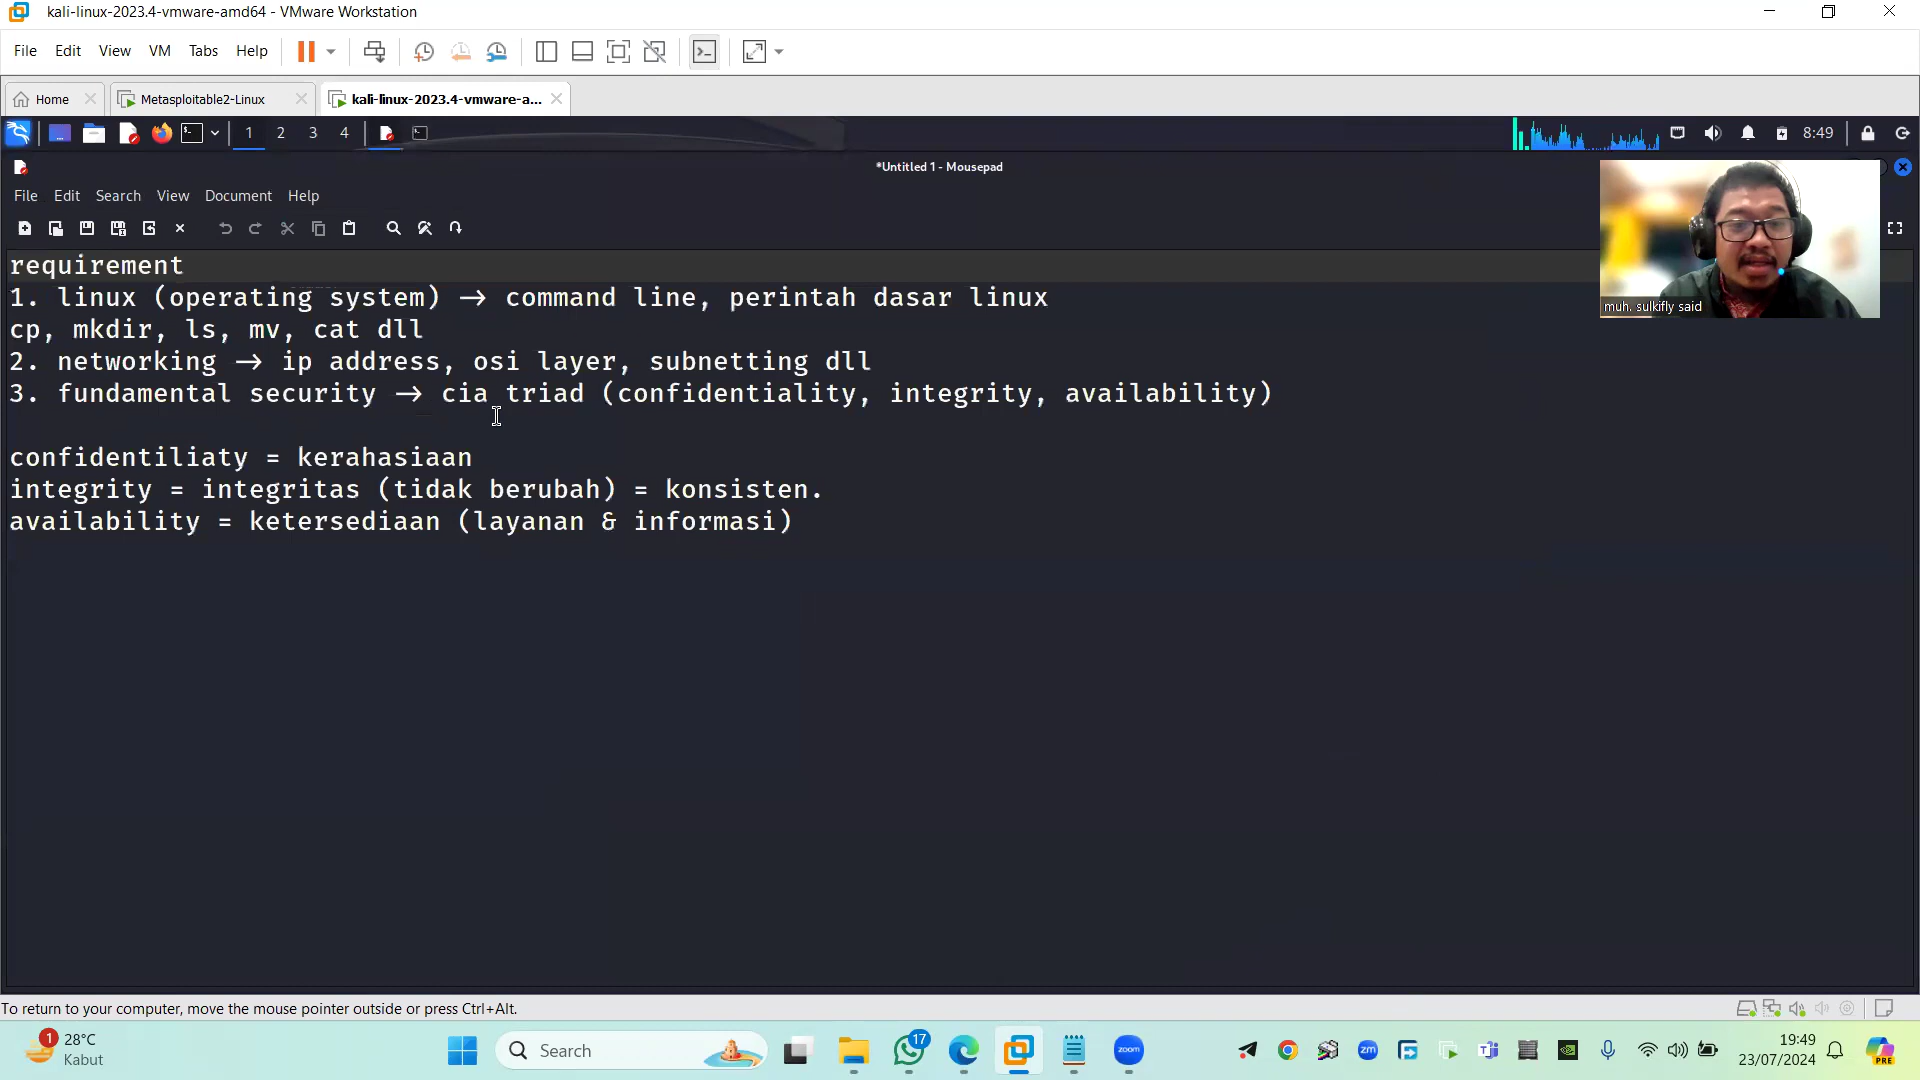 kali-linux-2023.4-vmware-amd64 - VMware Workstation
File Edit View VM Tabs Help
Home Metasploitable2-Linux kali-linux-2023.4-vmware-a...
1 2 3 4 8:49
*Untitled 1 - Mousepad
File Edit Search View Document Help
muh. sulkifly said
requirement
1. linux (operating system) → command line, perintah dasar linux
cp, mkdir, ls, mv, cat dll
2. networking → ip address, osi layer, subnetting dll
3. fundamental security → cia triad (confidentiality, integrity, availability)
confidentiliaty = kerahasiaan
integrity = integritas (tidak berubah) = konsisten.
availability = ketersediaan (layanan & informasi)
To return to your computer, move the mouse pointer outside or press Ctrl+Alt.
1 28°C
Kabut
Search
17
zoom
zm
19:49
23/07/2024
PRE